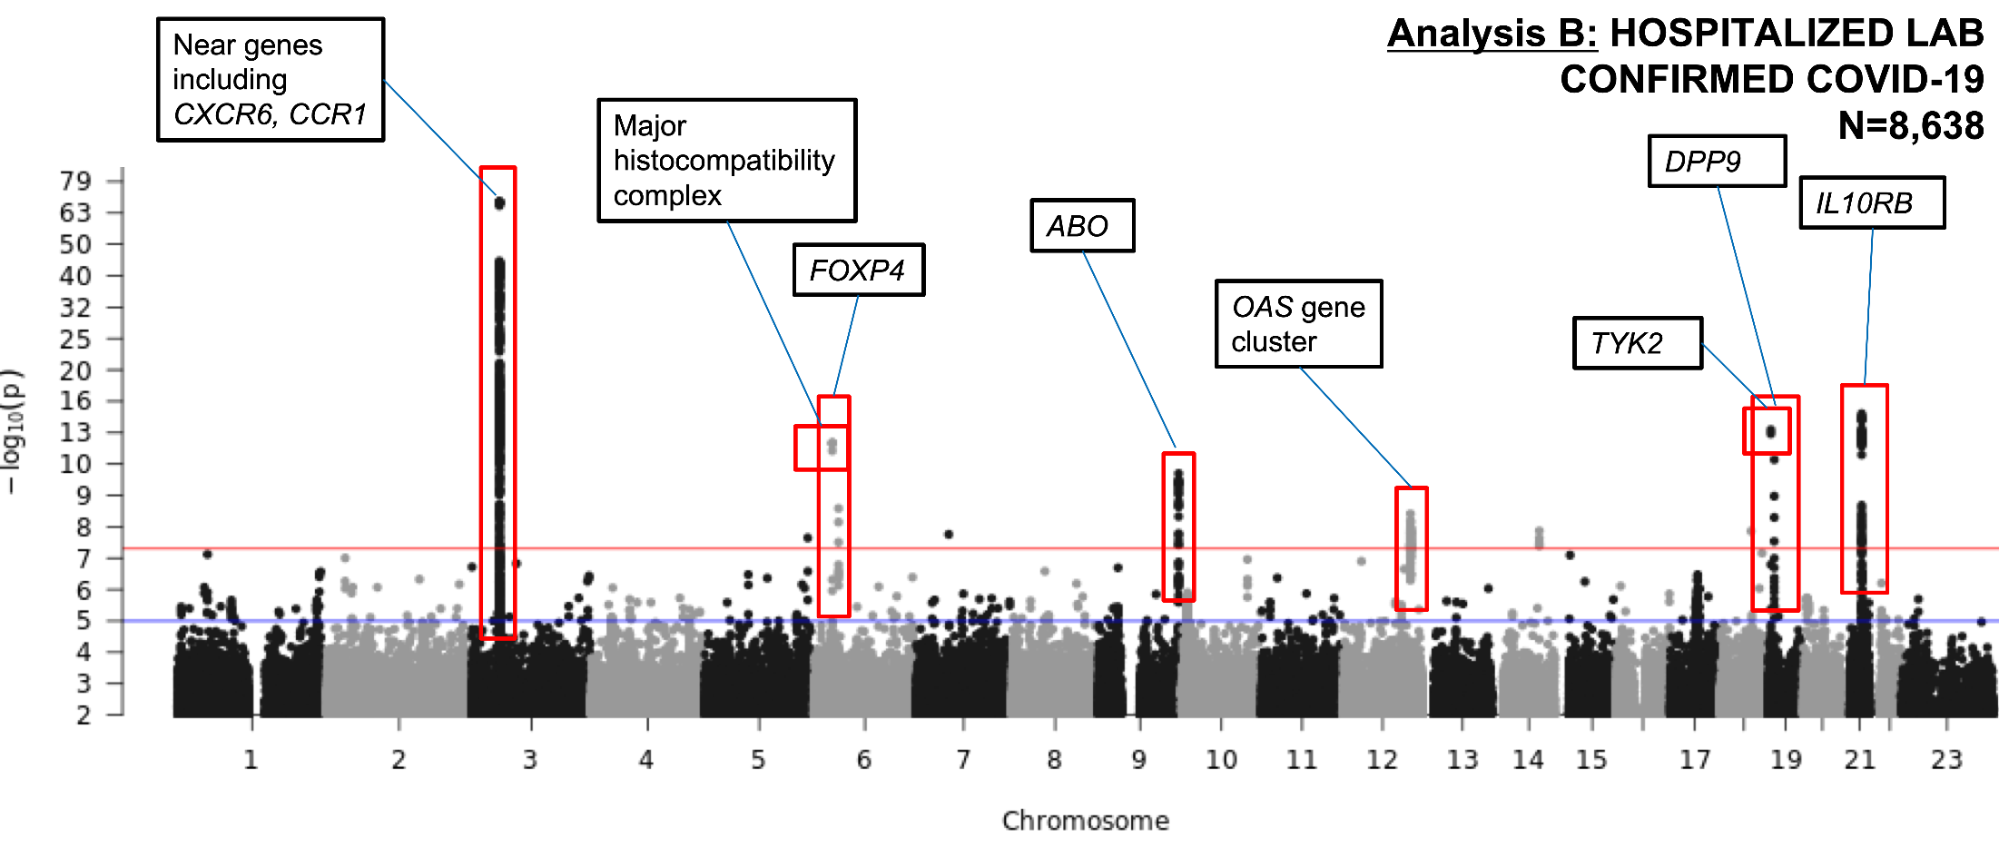 Analysis B: HOSPITALIZED LAB
CONFIRMED COVID-19
N=8,638
Near genes
including
CXCR6, CCR1
Major
histocompatibility
complex
FOXP4
ABO
OAS gene
cluster
TYK2
DPP9
IL10RB
79
63
50
40
32
25
20
16
13
10
9
8
7
6
5
4
3
2
−log10(p)
1 2 3 4 5 6 7 8 9 10 11 12 13 14 15 17 19 21 23
Chromosome